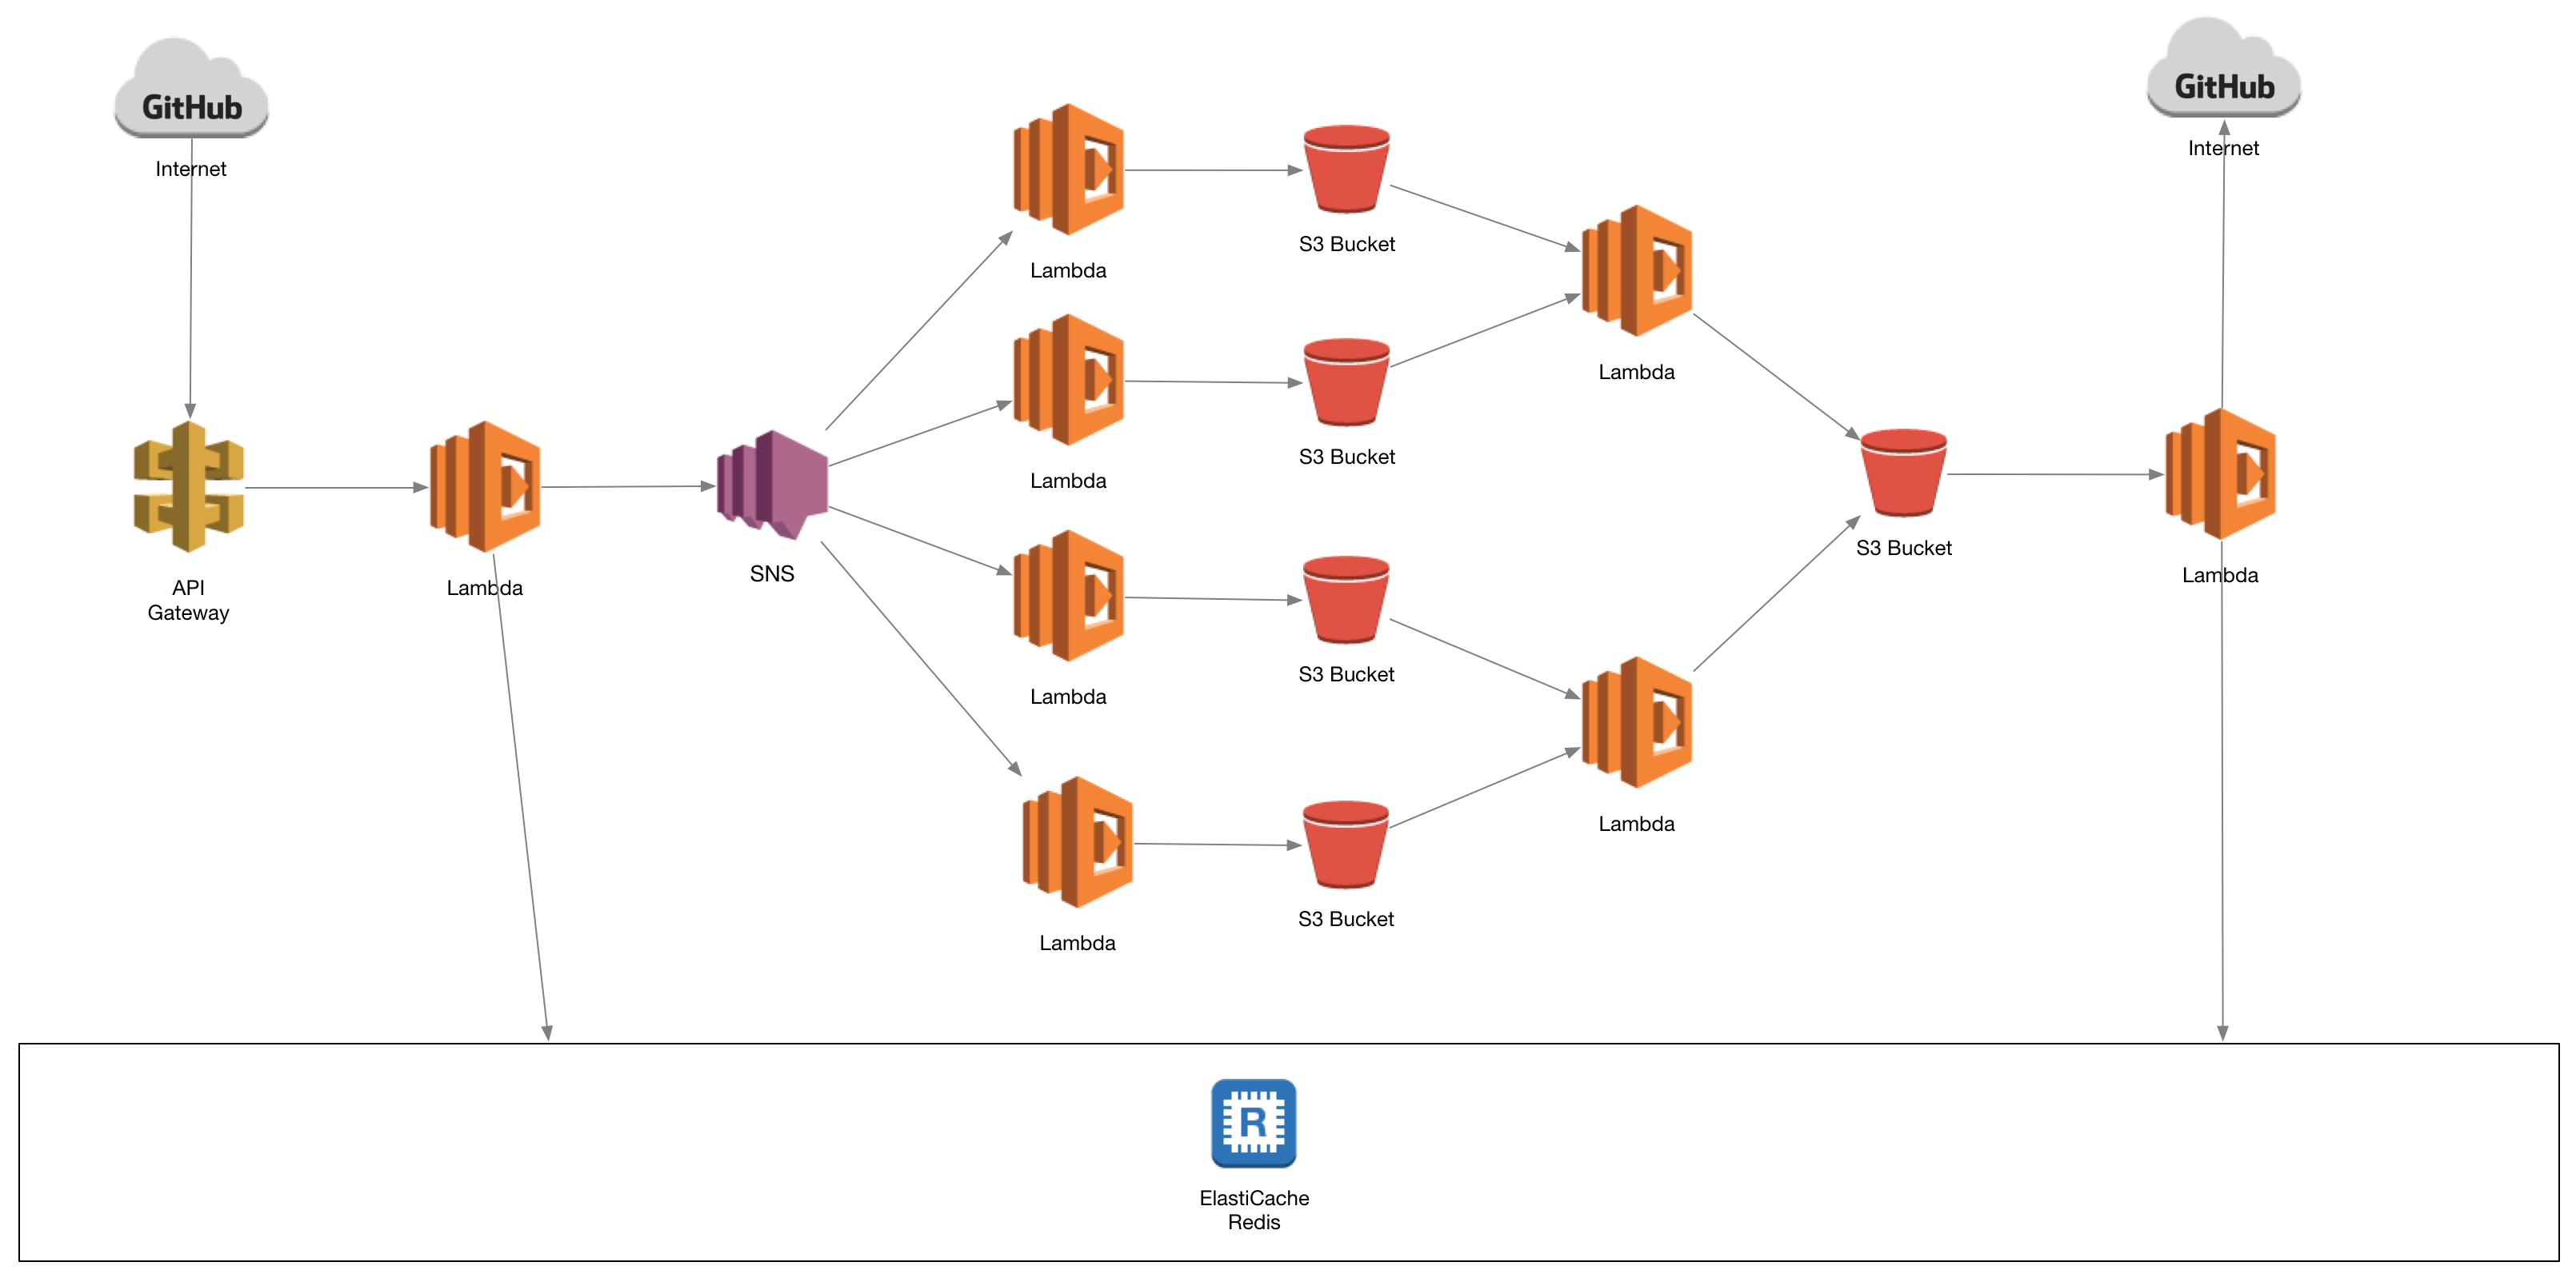 GitHub
Internet
GitHub
Internet
Lambda
S3 Bucket
Lambda
S3 Bucket
Lambda
API
Gateway
Lambda
SNS
S3 Bucket
Lambda
Lambda
S3 Bucket
Lambda
Lambda
S3 Bucket
R
ElastiCache
Redis